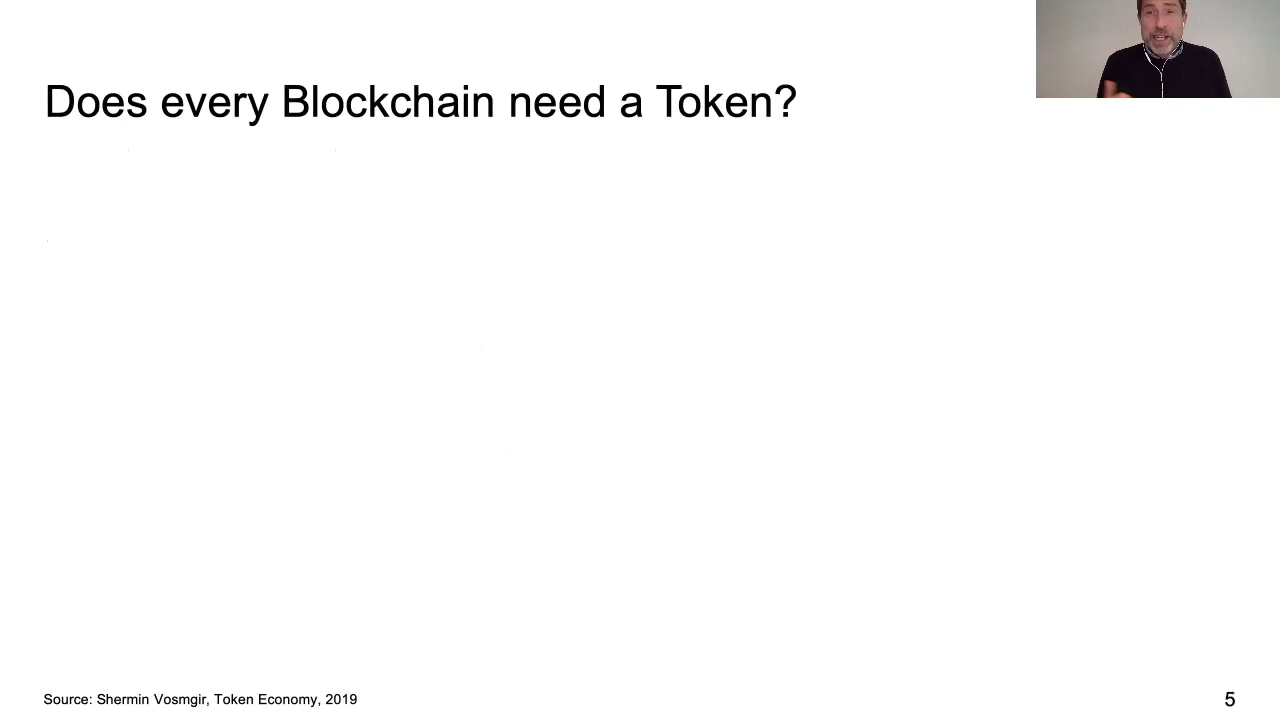 Does every Blockchain need a Token?
Source: Shermin Vosmgir, Token Economy, 2019
5